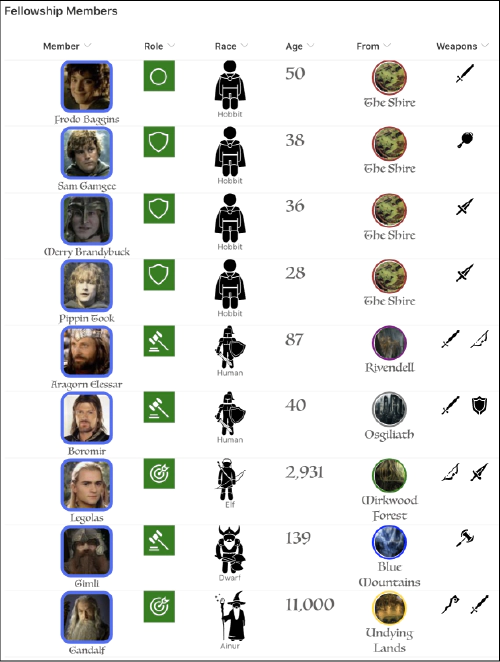 Fellowship Members
Member Role Race Age From Weapons
50
Hobbit
The Shire
Frodo Baggins
38
Hobbit
The Shire
Sam Gamgee
36
Hobbit
The Shire
Merry Brandybuck
28
Hobbit
The Shire
Pippin Took
87
Human
Rivendell
Aragorn Elessar
40
Human
Osgiliath
Boromir
2,931
Elf
Mirkwood
Forest
Legolas
139
Dwarf
Blue
Mountains
Gimli
11,000
Ainur
Undying
Lands
Gandalf